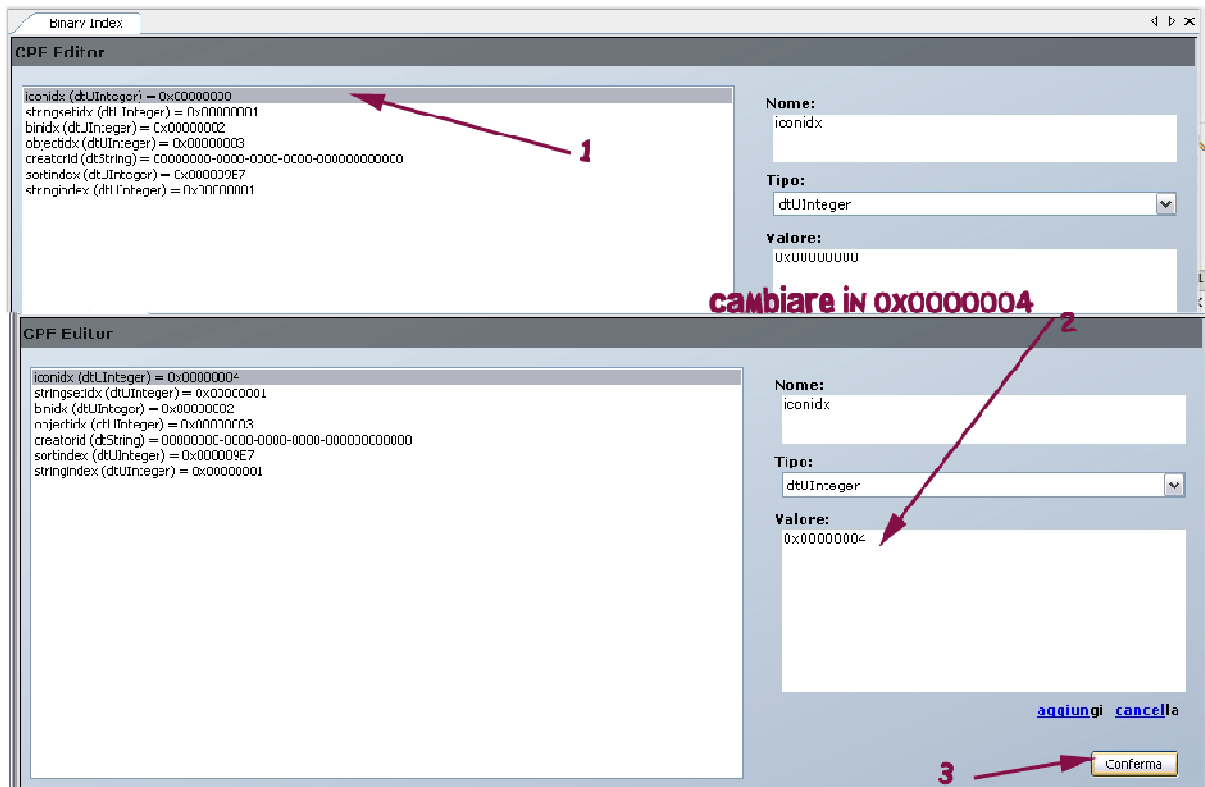 Binary Index
CPF Editor
iconidx (dtUInteger) = 0x00000000
stringsetidx (dtUInteger) = 0x00000001
binidx (dtUInteger) = 0x00000002
objectidx (dtUInteger) = 0x00000003
creatorid (dtString) = 00000000-0000-0000-0000-000000000000
sortindex (dtUInteger) = 0x000009E7
stringindex (dtUInteger) = 0x00000001
1
Nome:
iconidx
Tipo:
dtUInteger
Valore:
0x00000000
cambiare in 0x0000004
2
CPF Editor
iconidx (dtUInteger) = 0x00000004
stringsetidx (dtUInteger) = 0x00000001
binidx (dtUInteger) = 0x00000002
objectidx (dtUInteger) = 0x00000003
creatorid (dtString) = 00000000-0000-0000-0000-000000000000
sortindex (dtUInteger) = 0x000009E7
stringindex (dtUInteger) = 0x00000001
Nome:
iconidx
Tipo:
dtUInteger
Valore:
0x00000004
aggiungi cancella
3
Conferma